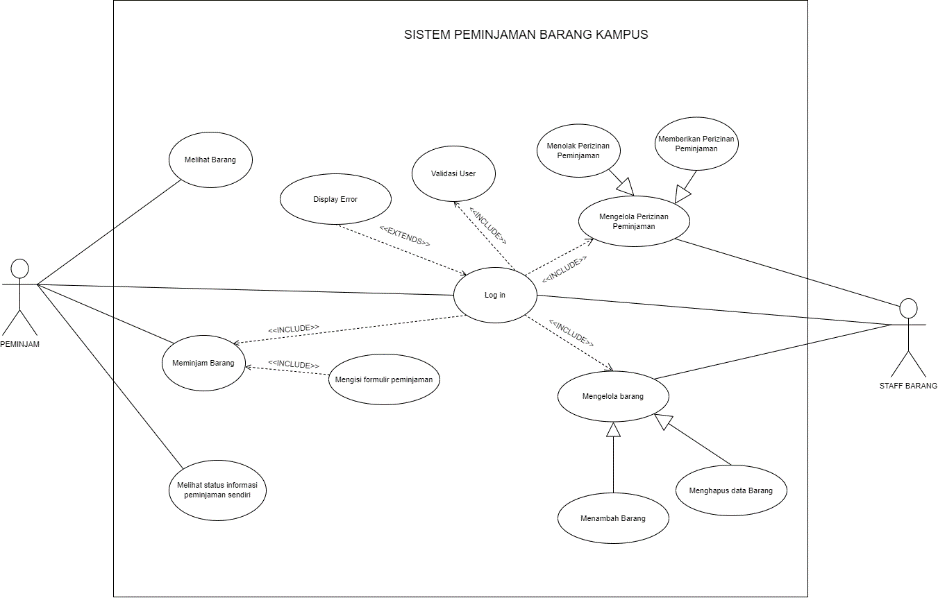 SISTEM PEMINJAMAN BARANG KAMPUS
Melihat Barang
Display Error
Validasi User
Menolak Perizinan
Peminjaman
Memberikan Perizinan
Peminjaman
Mengelola Perizinan
Peminjaman
<<EXTENDS>>
<<INCLUDE>>
<<INCLUDE>>
Log in
PEMINJAM
<<INCLUDE>>
<<INCLUDE>>
Meminjam Barang
<<INCLUDE>>
Mengisi formulir peminjaman
Mengelola barang
STAFF BARANG
Melihat status informasi
peminjaman sendiri
Menambah Barang
Menghapus data Barang